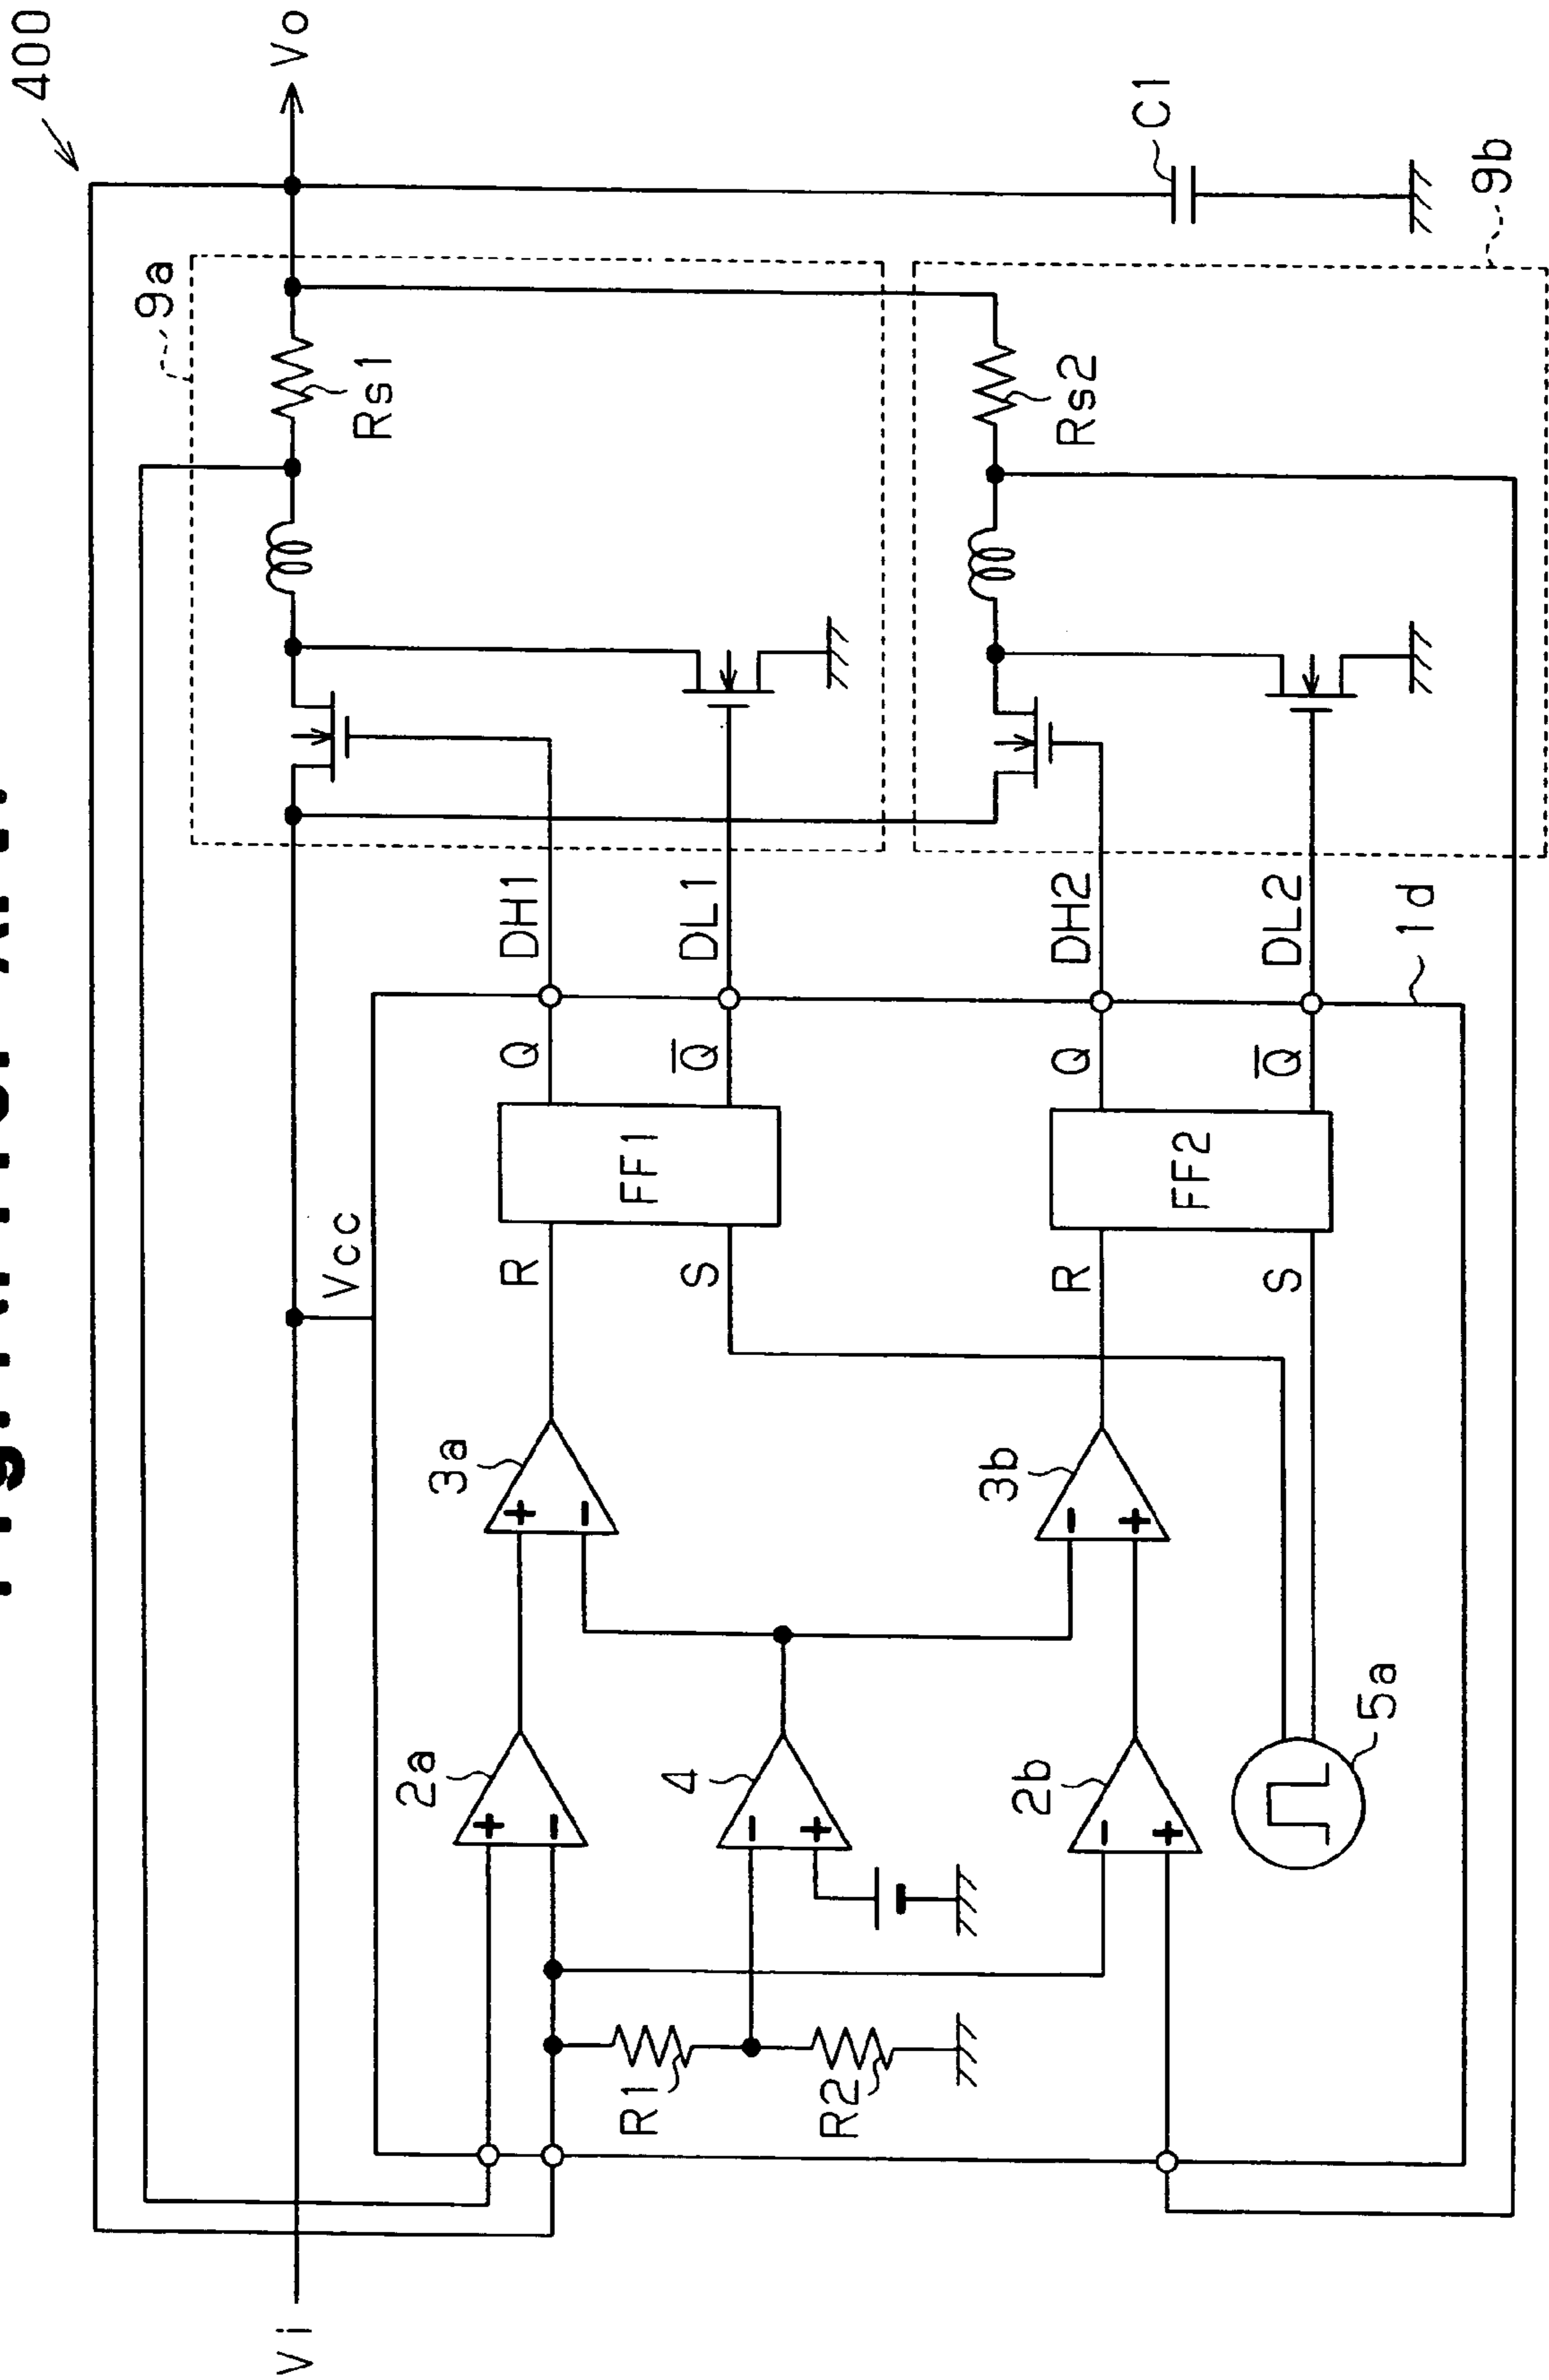 400
Vo
9a
Rs1
C1
9b
Rs2
DH1
DL1
DH2
DL2
1d
Vcc
Q
Q
Q
Q
FF1
FF2
R
S
R
S
3a
3b
+
−
−
+
2a
4
2b
5a
+
−
−
+
−
+
R1
R2
Vi